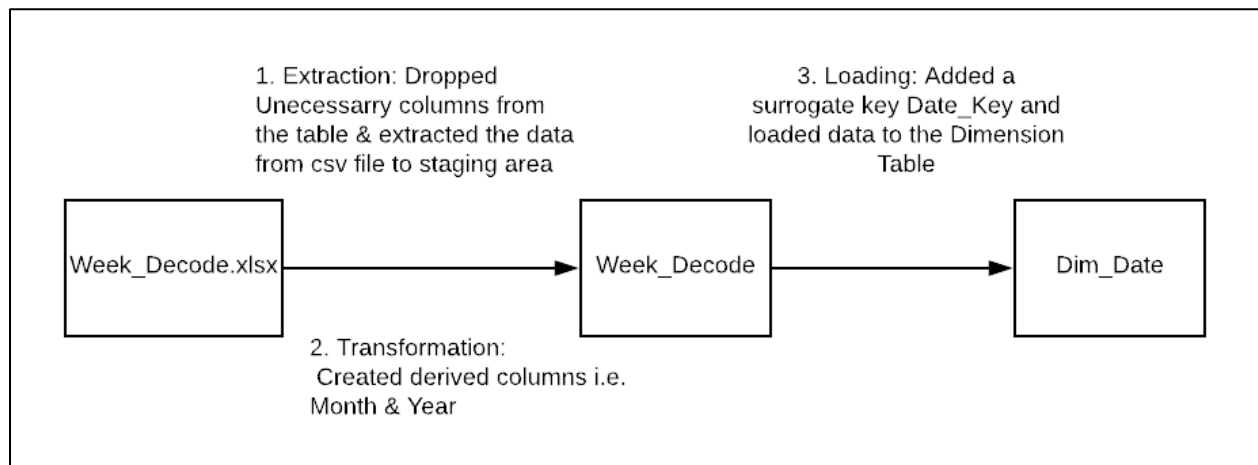 1. Extraction: Dropped
Unecessarry columns from
the table & extracted the data
from csv file to staging area
3. Loading: Added a
surrogate key Date_Key and
loaded data to the Dimension
Table
Week_Decode.xlsx
Week_Decode
Dim_Date
2. Transformation:
Created derived columns i.e.
Month & Year